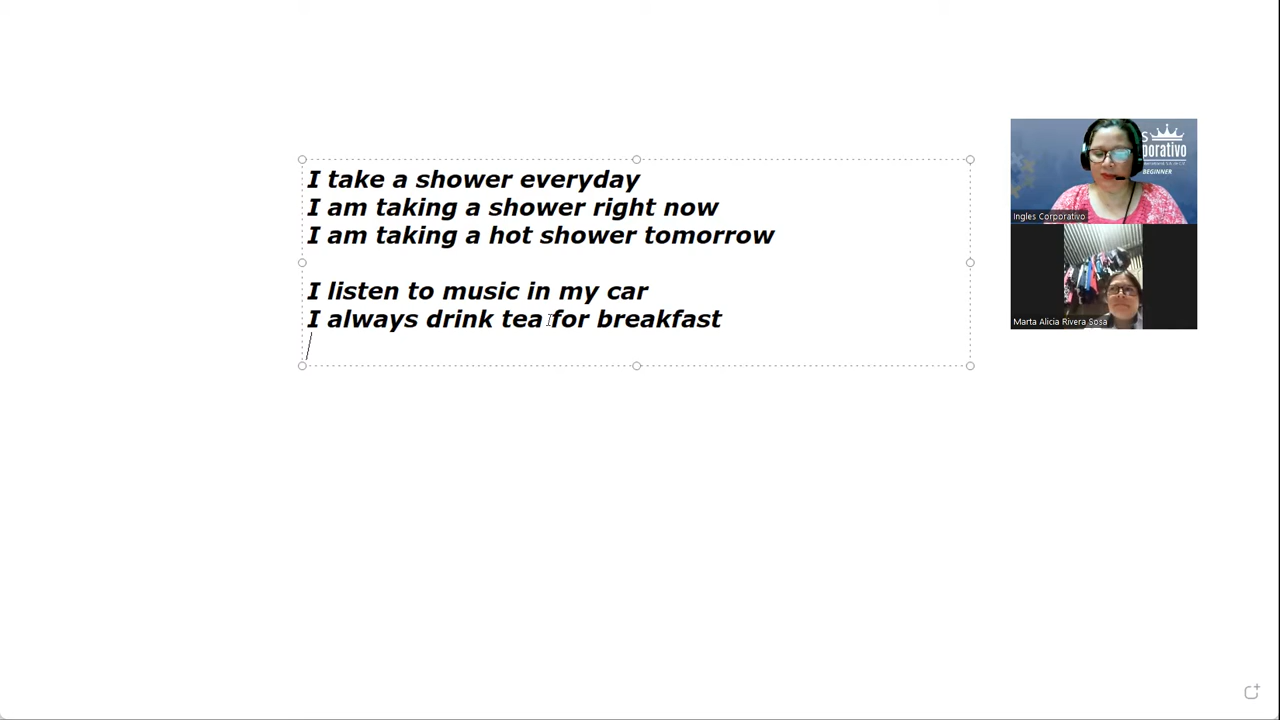 I take a shower everyday
I am taking a shower right now
I am taking a hot shower tomorrow
I listen to music in my car
I always drink tea for breakfast
S
porativo
BEGINNER
Ingles Corporativo
Marta Alicia Rivera Sosa